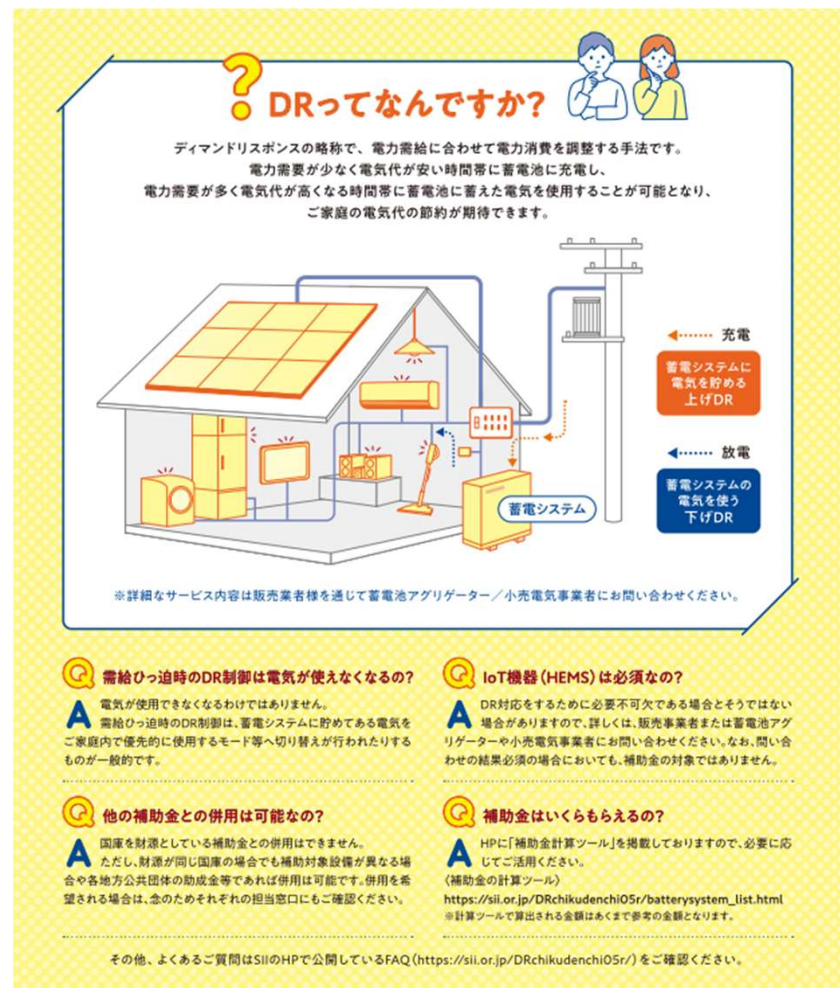 ?
DRってなんですか?
ディマンドリスポンスの略称で、電力需給に合わせて電力消費を調整する手法です。
電力需要が少なく電気代が安い時間帯に蓄電池に充電し、
電力需要が多く電気代が高くなる時間帯に蓄電池に蓄えた電気を使用することが可能となり、
ご家庭の電気代の節約が期待できます。
充電
蓄電システムに
電気を貯める
上げDR
放電
蓄電システムの
電気を使う
下げDR
蓄電システム
※詳細なサービス内容は販売業者様を通じて蓄電池アグリゲーター／小売電気事業者にお問い合わせください。
Q 需給ひっ迫時のDR制御は電気が使えなくなるの?
A 電気が使用できなくなるわけではありません。
需給ひっ迫時のDR制御は、蓄電システムに貯めてある電気を
ご家庭内で優先的に使用するモード等へ切り替えが行われたりする
ものが一般的です。
Q IoT機器(HEMS)は必須なの?
A DR対応をするために必要不可欠である場合とそうではない
場合がありますので、詳しくは、販売事業者または蓄電池アグ
リゲーターや小売電気事業者にお問い合わせください。なお、問い合
わせの結果必須の場合においても、補助金の対象ではありません。
Q 他の補助金との併用は可能なの?
A 国庫を財源としている補助金との併用はできません。
ただし、財源が同じ国庫の場合でも補助対象設備が異なる場
合や各地方公共団体の助成金等であれば併用は可能です。併用を希
望される場合は、念のためそれぞれの担当窓口にもご確認ください。
Q 補助金はいくらもらえるの?
A HPに「補助金計算ツール」を掲載しておりますので、必要に応
じてご活用ください。
〈補助金の計算ツール〉
https://sii.or.jp/DRchikudenchi05r/batterysystem_list.html
※計算ツールで算出される金額はあくまで参考の金額となります。
その他、よくあるご質問はSIIのHPで公開しているFAQ(https://sii.or.jp/DRchikudenchi05r/)をご確認ください。